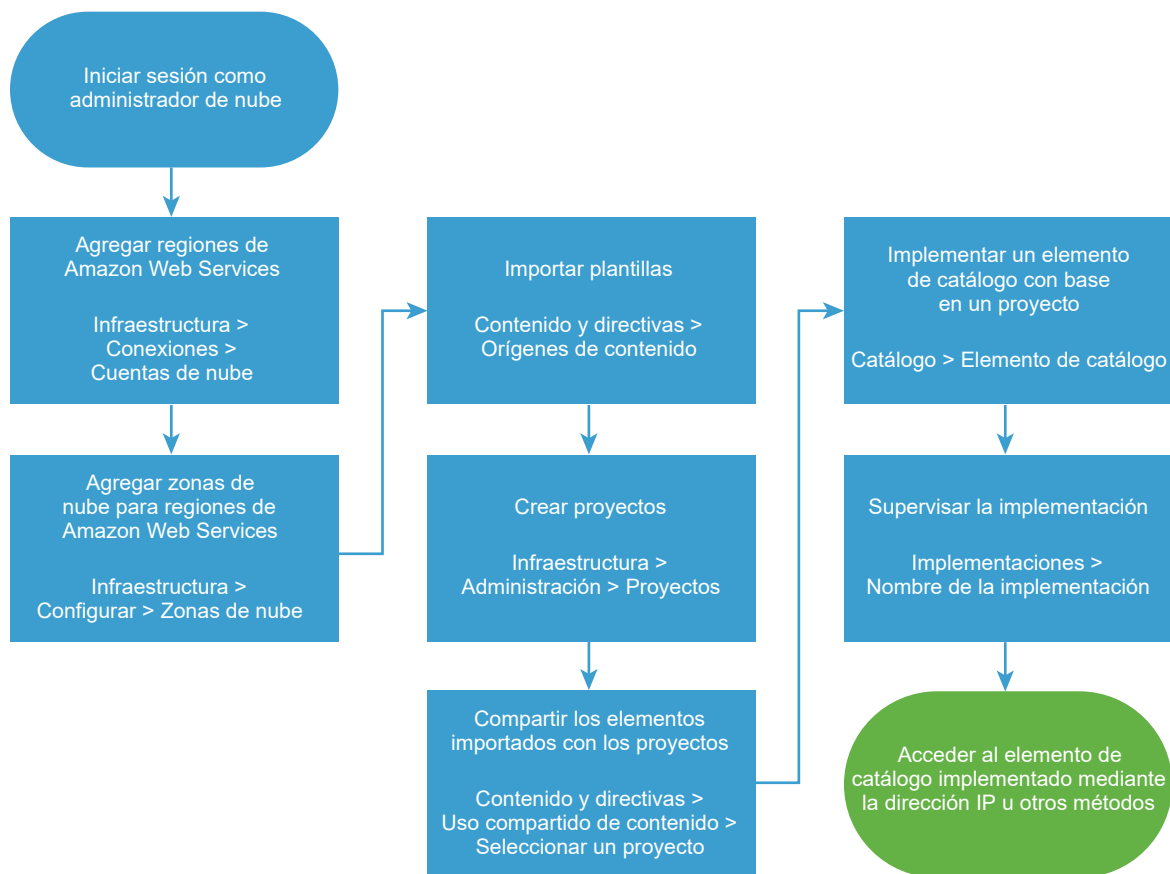 Iniciar sesión como
administrador de nube
Agregar regiones de
Amazon Web Services
Infraestructura >
Conexiones >
Cuentas de nube
Agregar zonas de
nube para regiones de
Amazon Web Services
Infraestructura >
Configurar > Zonas de nube
Importar plantillas
Contenido y directivas >
Orígenes de contenido
Crear proyectos
Infraestructura >
Administración > Proyectos
Compartir los elementos
importados con los proyectos
Contenido y directivas >
Uso compartido de contenido >
Seleccionar un proyecto
Implementar un elemento
de catálogo con base
en un proyecto
Catálogo > Elemento de catálogo
Supervisar la implementación
Implementaciones >
Nombre de la implementación
Acceder al elemento de
catálogo implementado mediante
la dirección IP u otros métodos